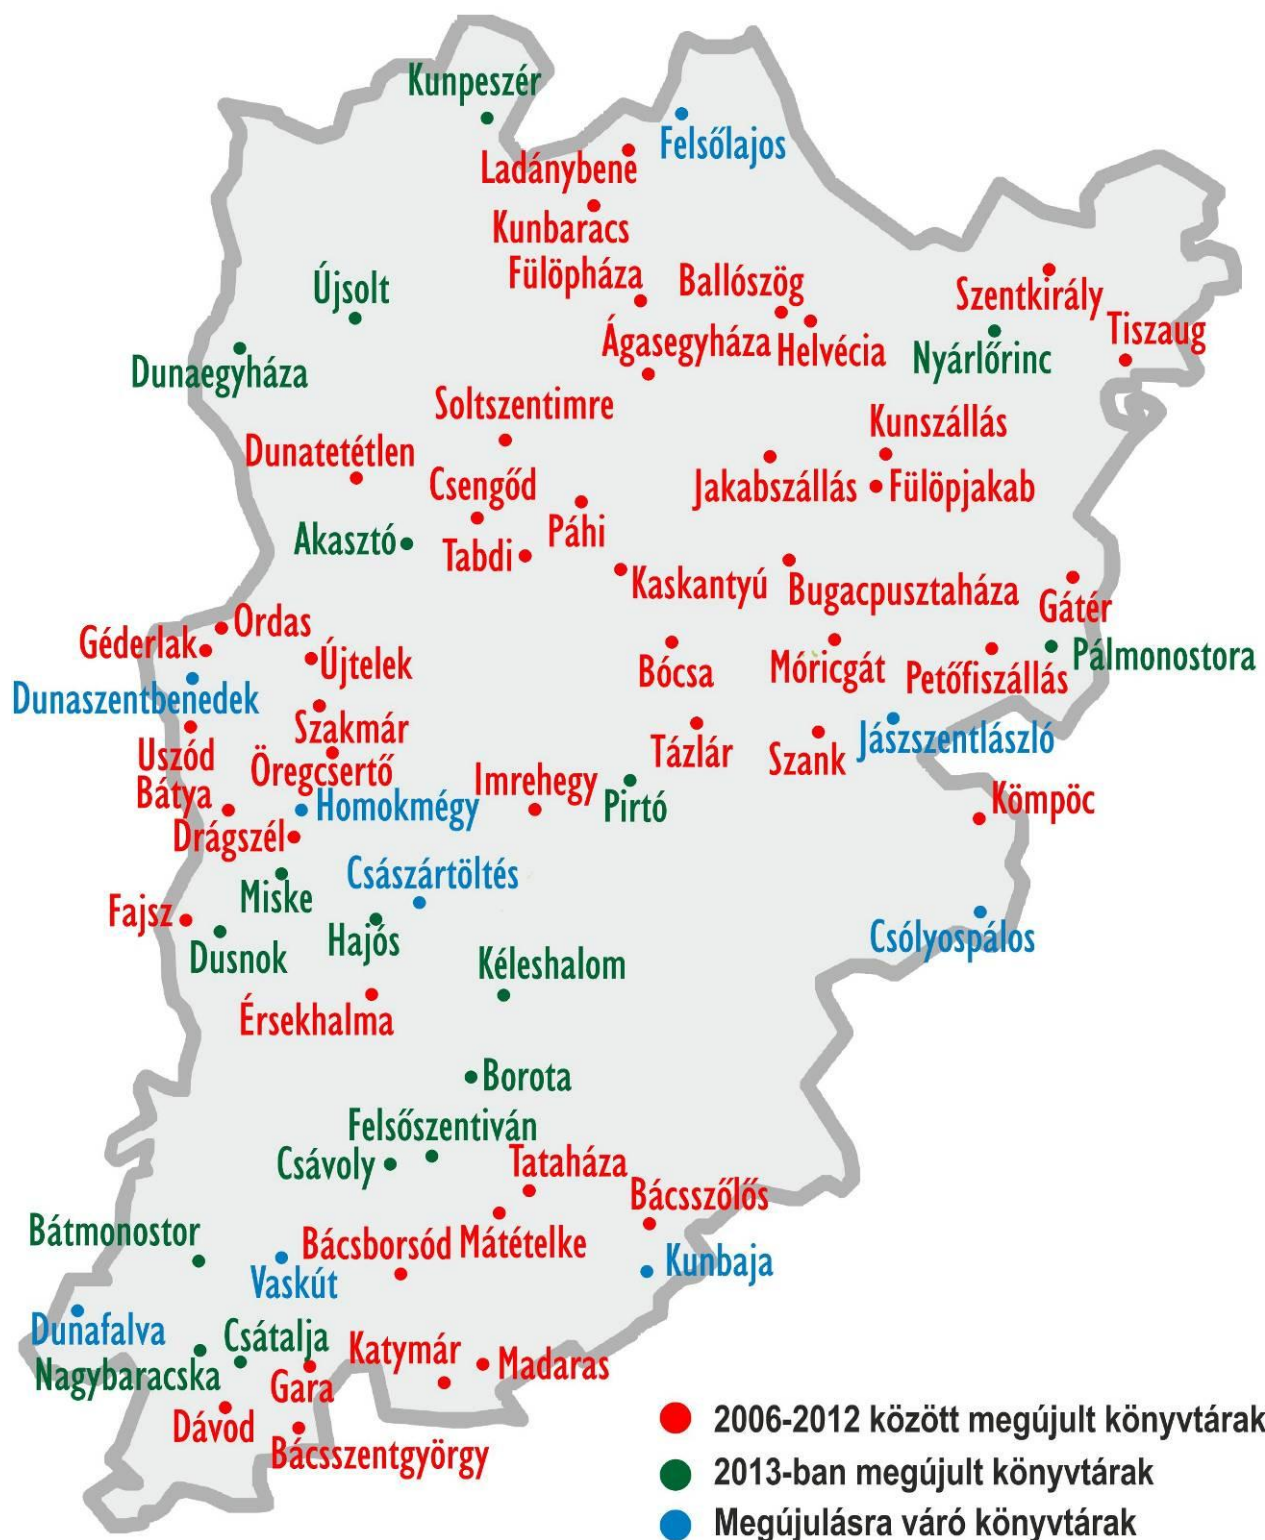 Kunpeszér
Felsőlajos
Ladánybene
Kunbaracs
Fülöpháza
Ballószög
Szentkirály
Újsolt
Ágasegyháza
Helvécia
Nyárlőrinc
Tiszaug
Dunaegyháza
Soltszentimre
Kunszállás
Dunatetétlen
Csengőd
Jakabszállás
Fülöpjakab
Akasztó
Tabdi
Páhi
Kaskantyú
Bugacpusztaháza
Gátér
Ordas
Géderlak
Újtelek
Bócsa
Móricgát
Petőfiszállás
Pálmonostora
Dunaszentbenedek
Szakmár
Uszód
Öregcsertő
Tázlár
Szank
Jászszentlászló
Bátya
Homokmégy
Imrehegy
Pirtó
Kömpöc
Drágszél
Császártöltés
Miske
Fajsz
Dusnok
Hajós
Kéleshalom
Csólyospálos
Érsekhalma
Borota
Felsőszentiván
Csávoly
Tataháza
Bácsszőlős
Bátmonostor
Vaskút
Bácsborsód
Mátételke
Kunbaja
Dunafalva
Csátalja
Katymár
Madaras
Nagybaracska
Gara
Dávod
Bácsszentgyörgy
2006-2012 között megújult könyvtárak
2013-ban megújult könyvtárak
Megújulásra váró könyvtárak